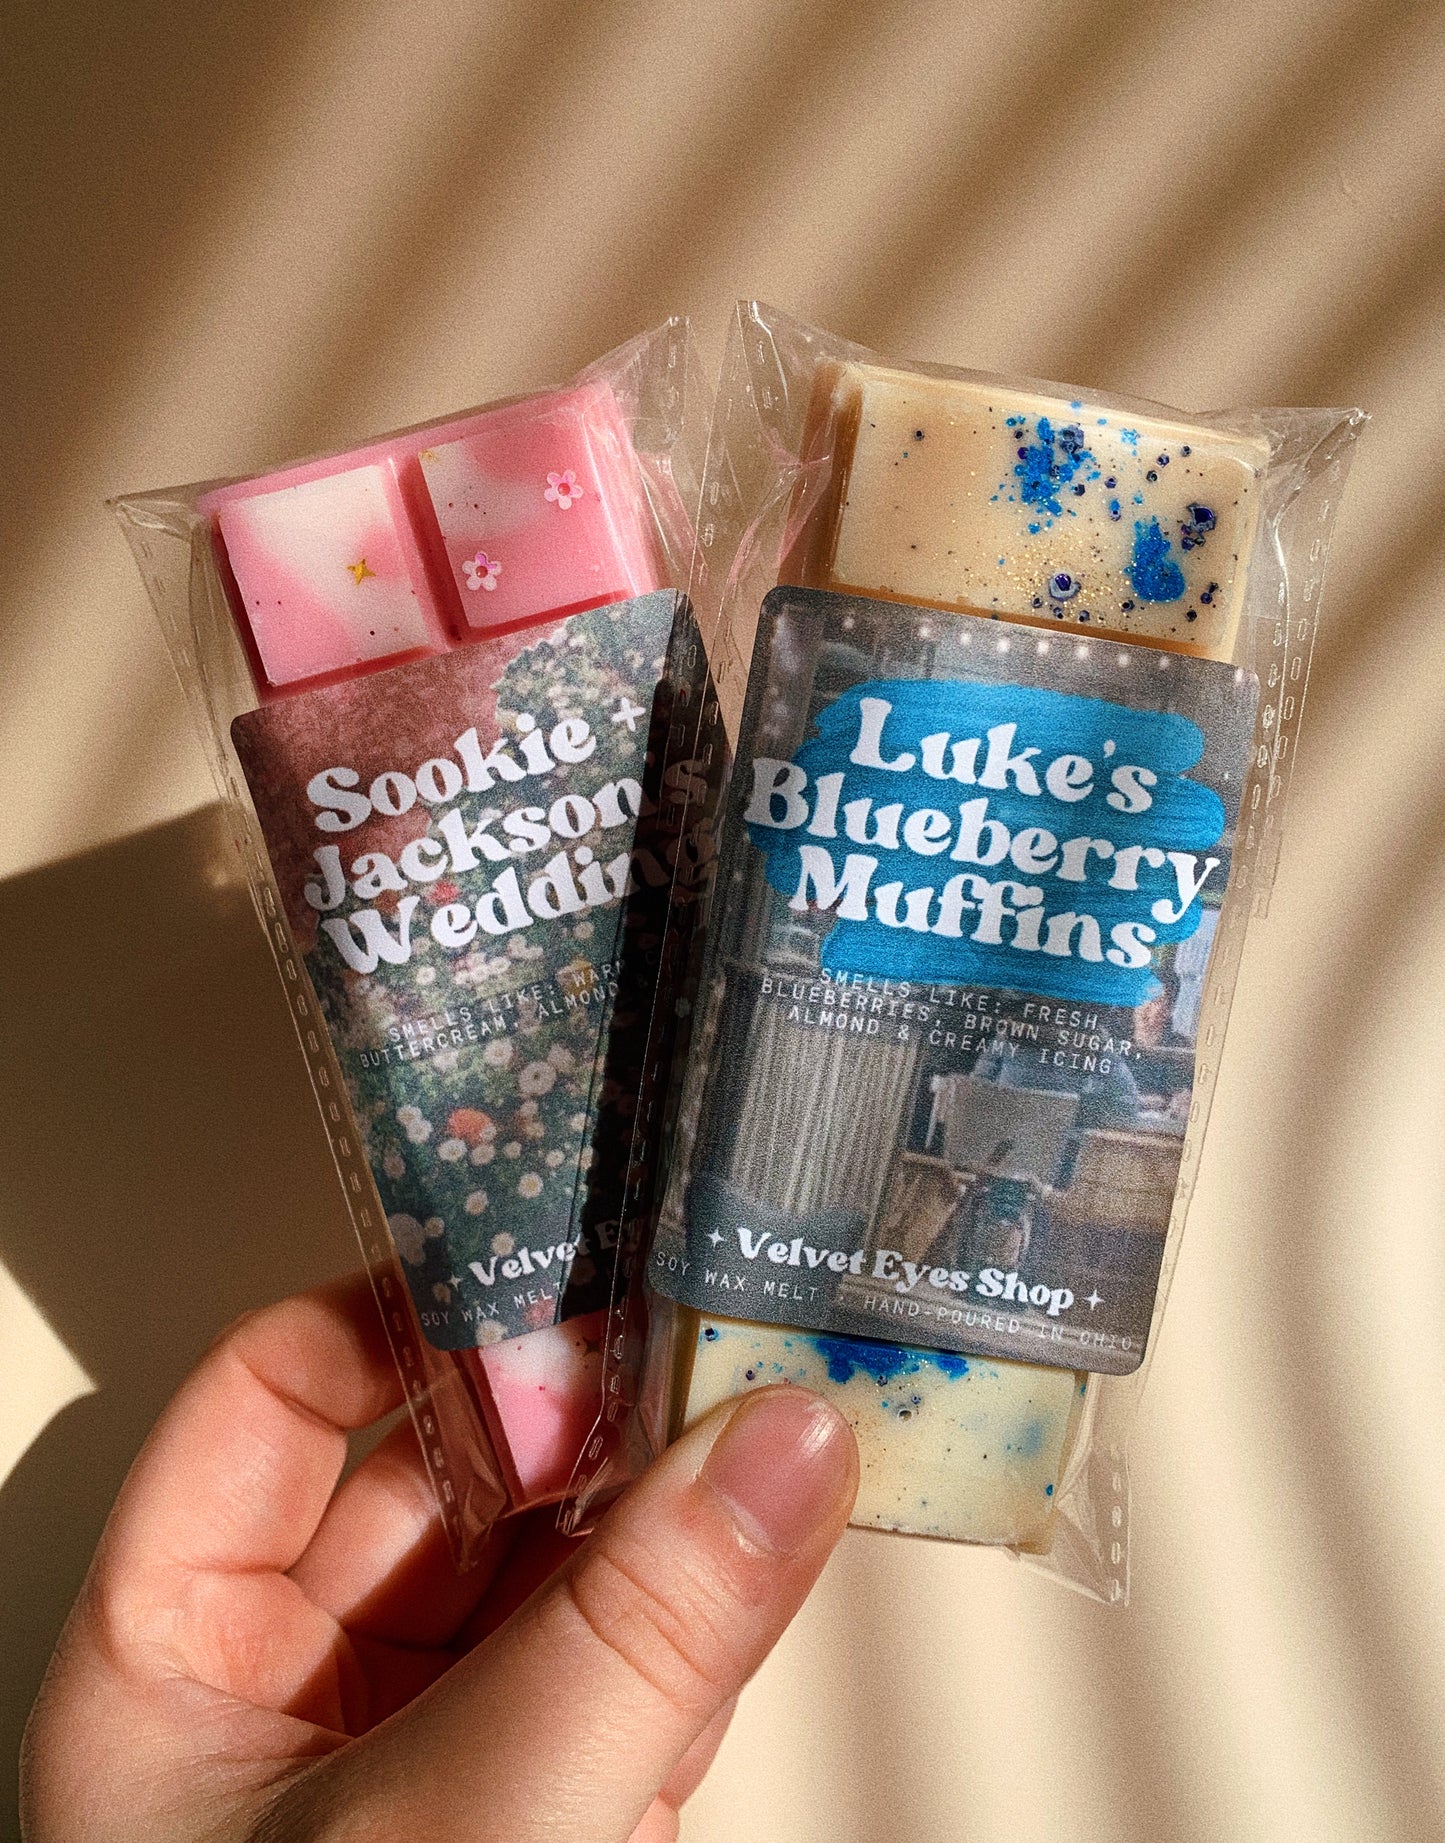 Sookie +
Jackson's
Wedding
SMELLS LIKE: WARM
BUTTERCREAM, ALMOND
✦ Velvet
SOY WAX MELT
Luke's
Blueberry
Muffins
SMELLS LIKE: FRESH
BLUEBERRIES, BROWN SUGAR,
ALMOND & CREAMY ICING
✦ Velvet Eyes Shop ✦
SOY WAX MELT • HAND-POURED IN OHIO